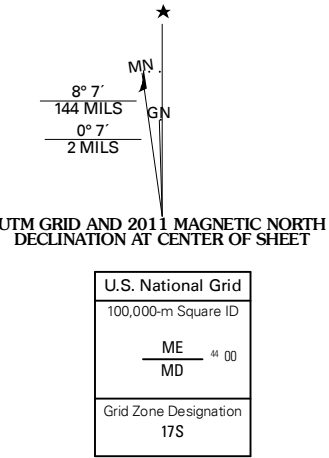 MN
8° 7´
144 MILS
GN
0° 7´
2 MILS
UTM GRID AND 2011 MAGNETIC NORTH
DECLINATION AT CENTER OF SHEET
U.S. National Grid
100,000-m Square ID
ME
44 00
MD
Grid Zone Designation
17S